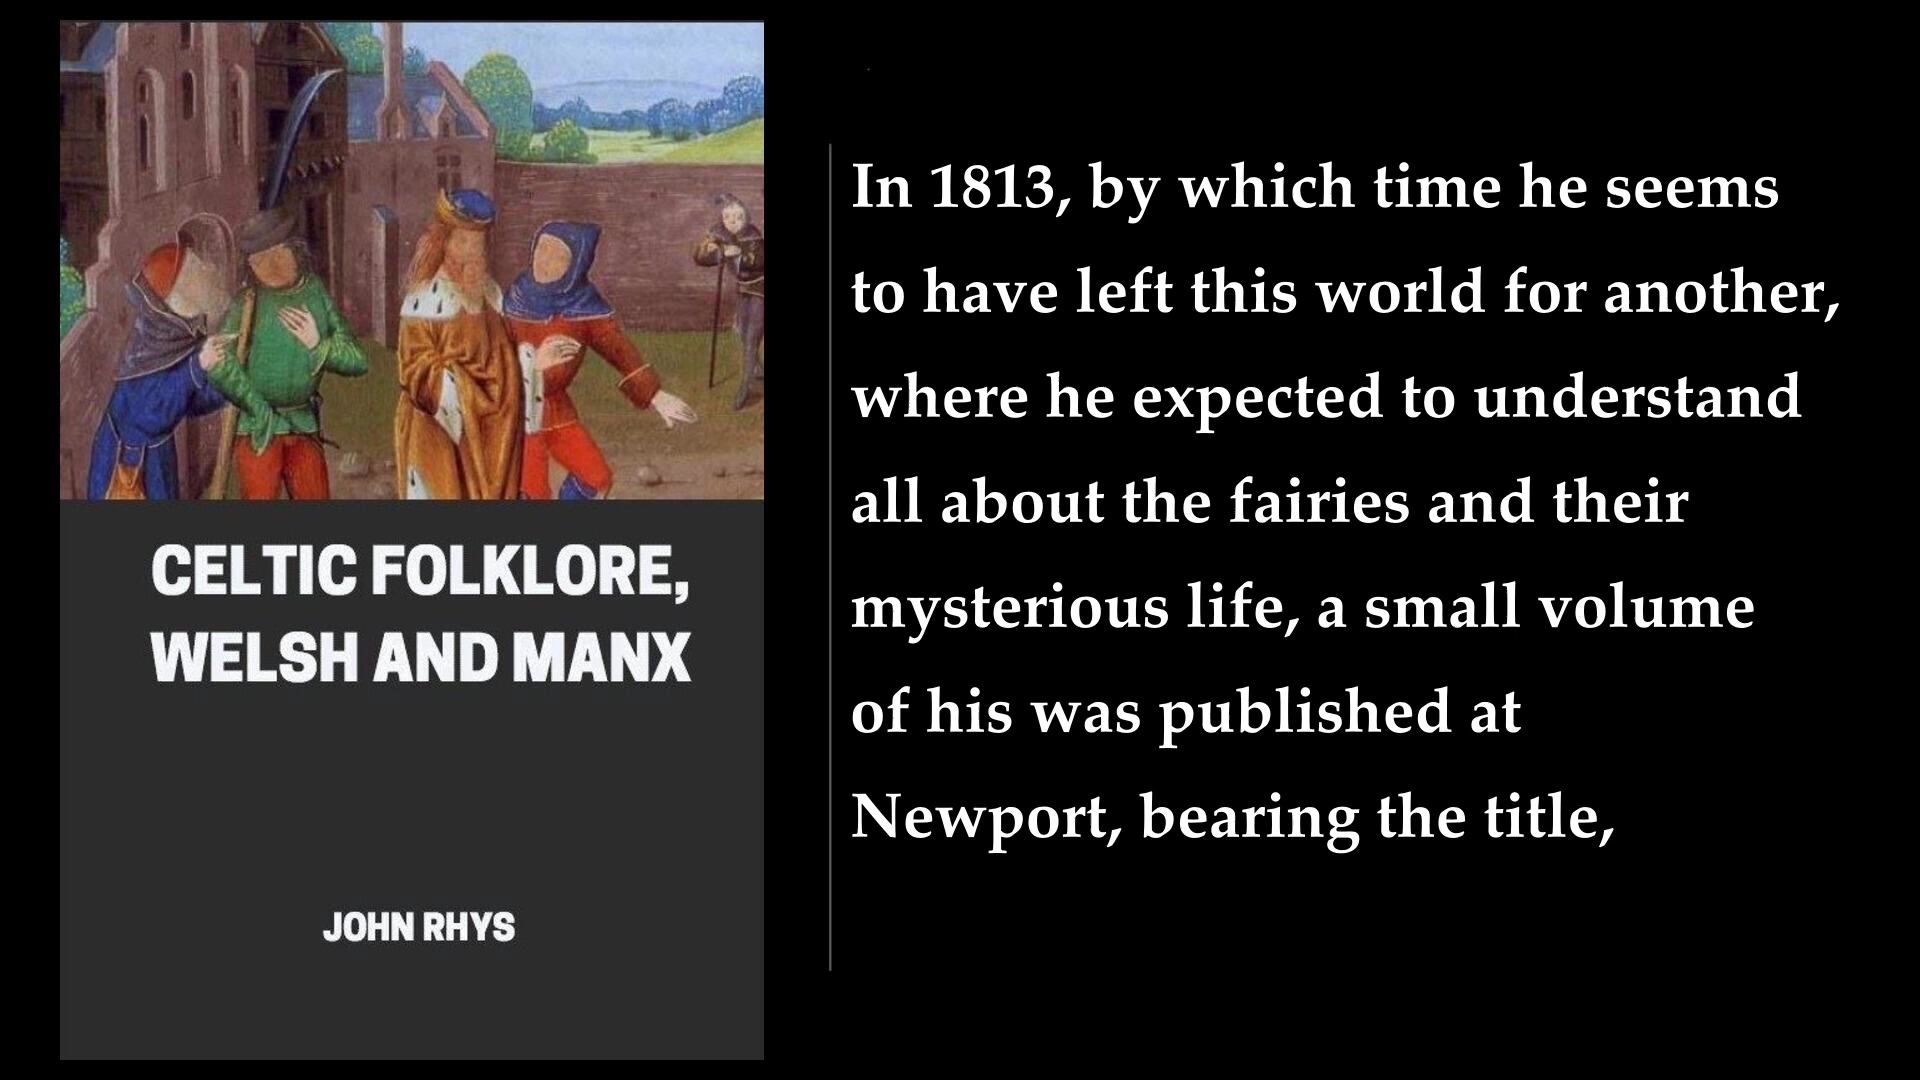 CELTIC FOLKLORE,
WELSH AND MANX
JOHN RHYS
In 1813, by which time he seems
to have left this world for another,
where he expected to understand
all about the fairies and their
mysterious life, a small volume
of his was published at
Newport, bearing the title,